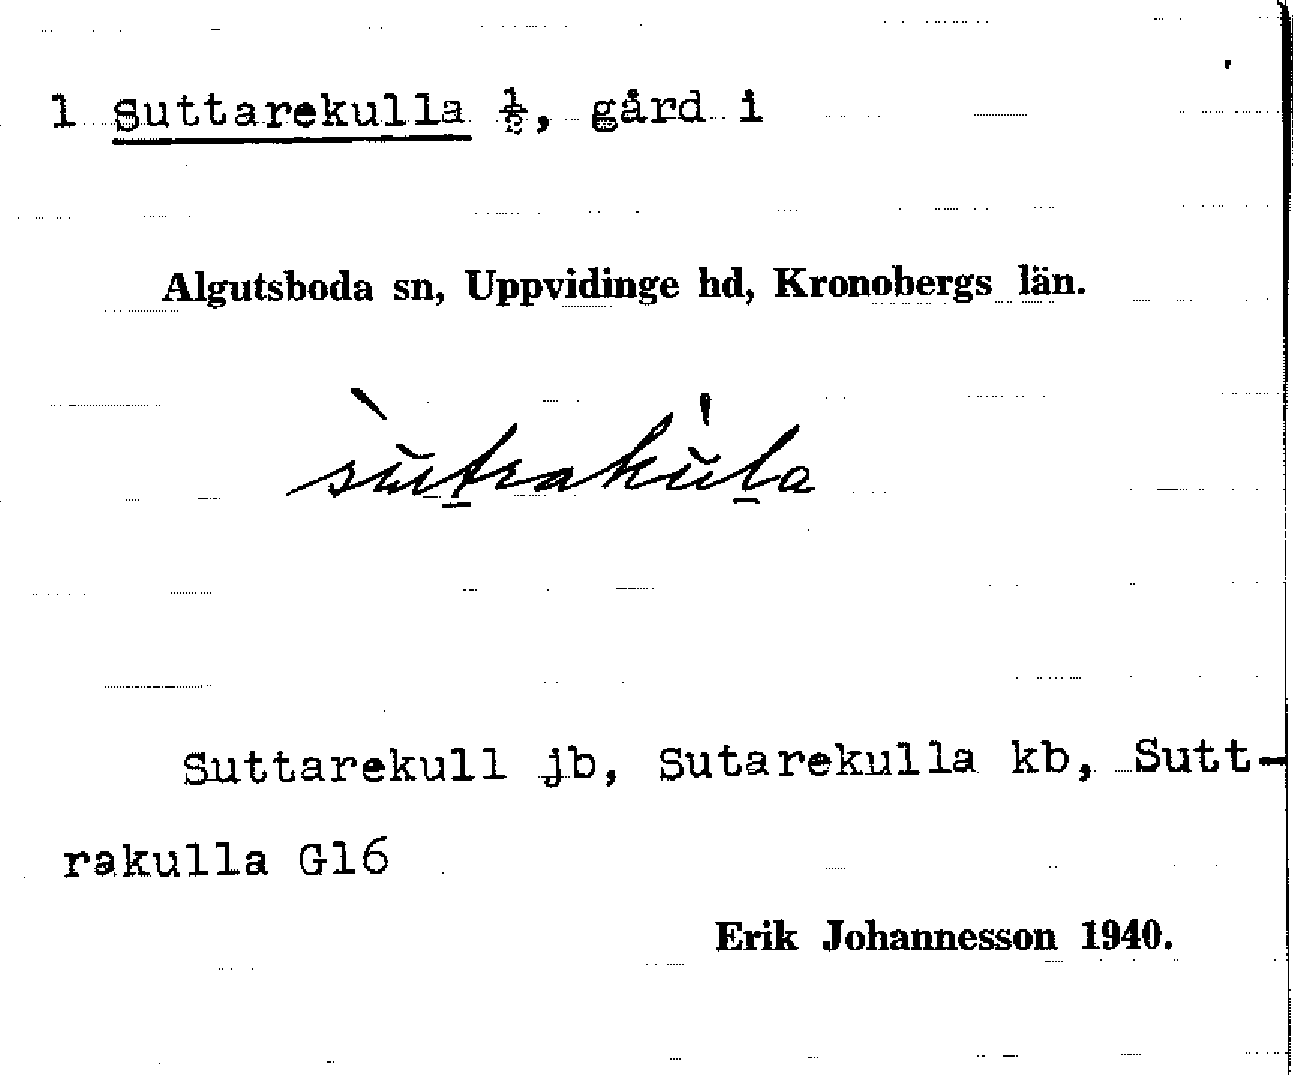 1 Suttarekulla ½, gård i
Algutsboda sn, Uppvidinge hd, Kronobergs län.
sutrakula
Suttarekull jb, Sutarekulla kb, Sutt-
rakulla G16
Erik Johannesson 1940.